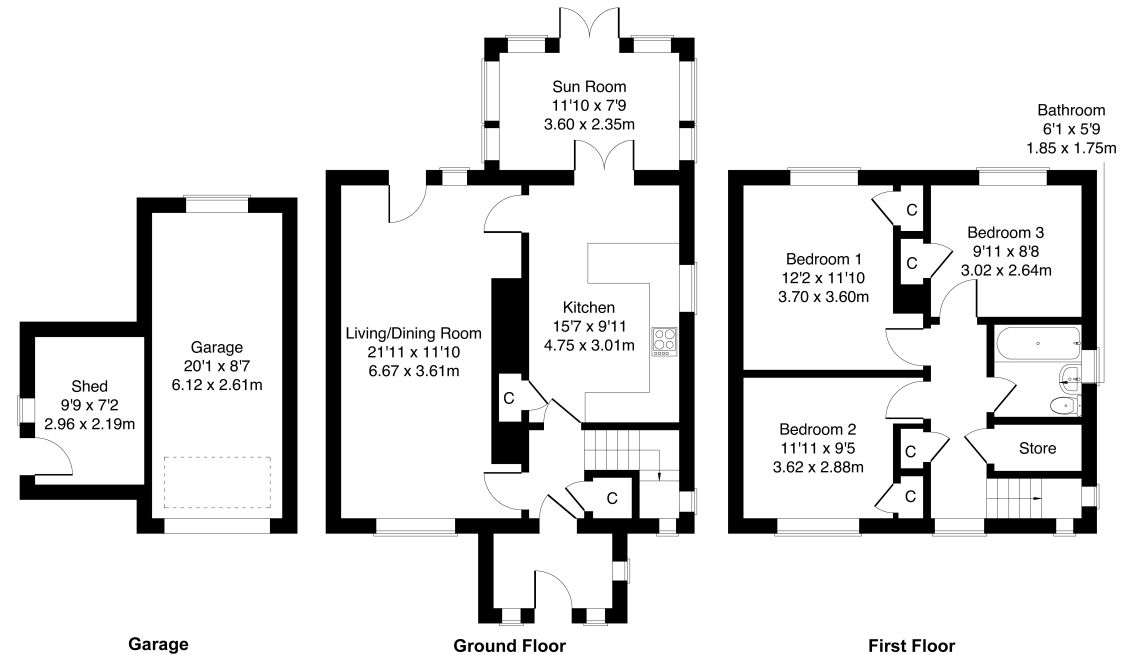 Sun Room
11'10 x 7'9
3.60 x 2.35m
Bathroom
6'1 x 5'9
1.85 x 1.75m
C
Bedroom 3
9'11 x 8'8
3.02 x 2.64m
C
Bedroom 1
12'2 x 11'10
3.70 x 3.60m
Kitchen
15'7 x 9'11
4.75 x 3.01m
Living/Dining Room
21'11 x 11'10
6.67 x 3.61m
Garage
20'1 x 8'7
6.12 x 2.61m
Shed
9'9 x 7'2
2.96 x 2.19m
C
Bedroom 2
11'11 x 9'5
3.62 x 2.88m
C
Store
C
C
Garage
Ground Floor
First Floor